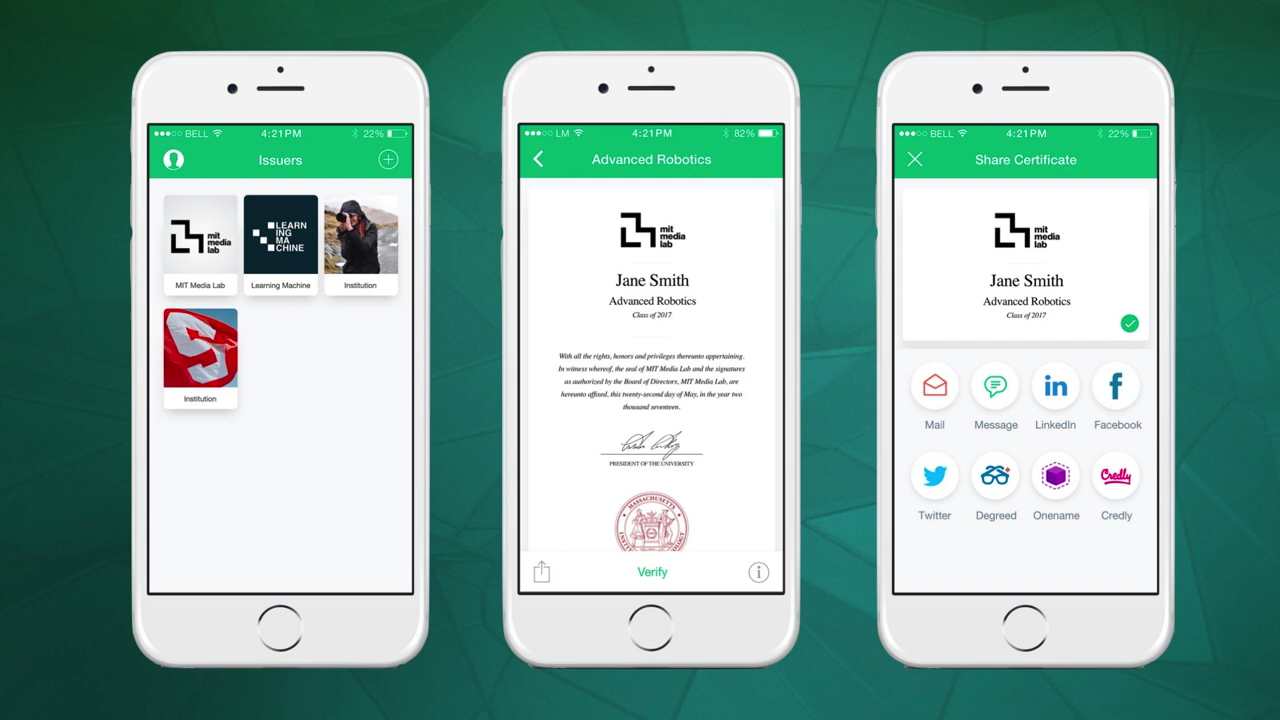 BELL 4:21PM 22%
Issuers
mit
media
lab
LEARN
ING
MA
CHINE
MIT Media Lab
Learning Machine
Institution
S
Institution
LM 4:21PM 82%
Advanced Robotics
mit
media
lab
Jane Smith
Advanced Robotics
Class of 2017
With all the rights, honors and privileges thereunto appertaining.
In witness whereof, the seal of MIT Media Lab and the signatures
as authorized by the Board of Directors, MIT Media Lab, are
hereunto affixed, this twenty-second day of May, in the year two
thousand seventeen.
PRESIDENT OF THE UNIVERSITY
MASSACHUSETTS
Verify
BELL 4:21PM 22%
Share Certificate
mit
media
lab
Jane Smith
Advanced Robotics
Class of 2017
in
f
Mail
Message
LinkedIn
Facebook
Credly
Twitter
Degreed
Onename
Credly